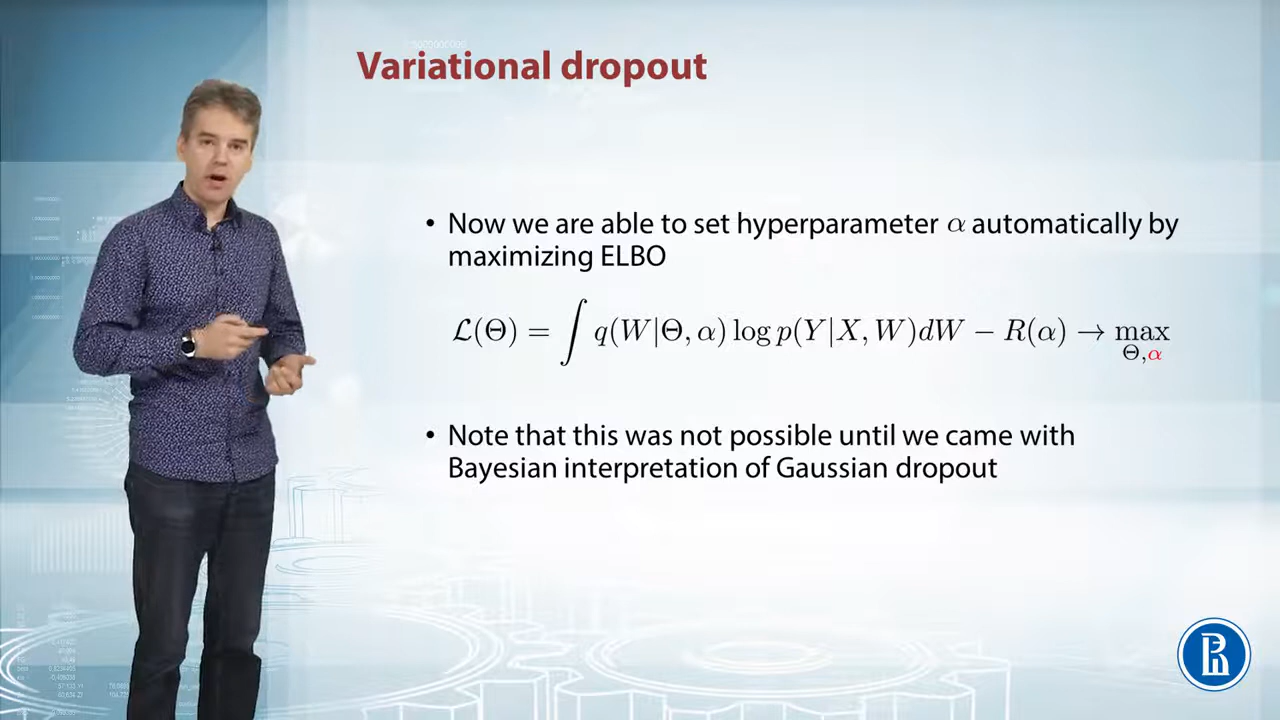 Variational dropout
• Now we are able to set hyperparameter α automatically by
maximizing ELBO
ℒ(Θ) = ∫ q(W|Θ, α) log p(Y|X, W)dW − R(α) → max
Θ,α
• Note that this was not possible until we came with
Bayesian interpretation of Gaussian dropout